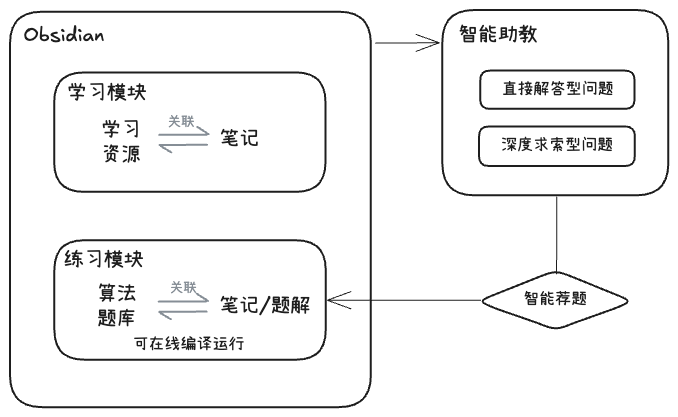 Obsidian
学习模块
学习
资源
关联
笔记
练习模块
算法
题库
关联
笔记/题解
可在线编译运行
智能助教
直接解答型问题
深度求索型问题
智能荐题